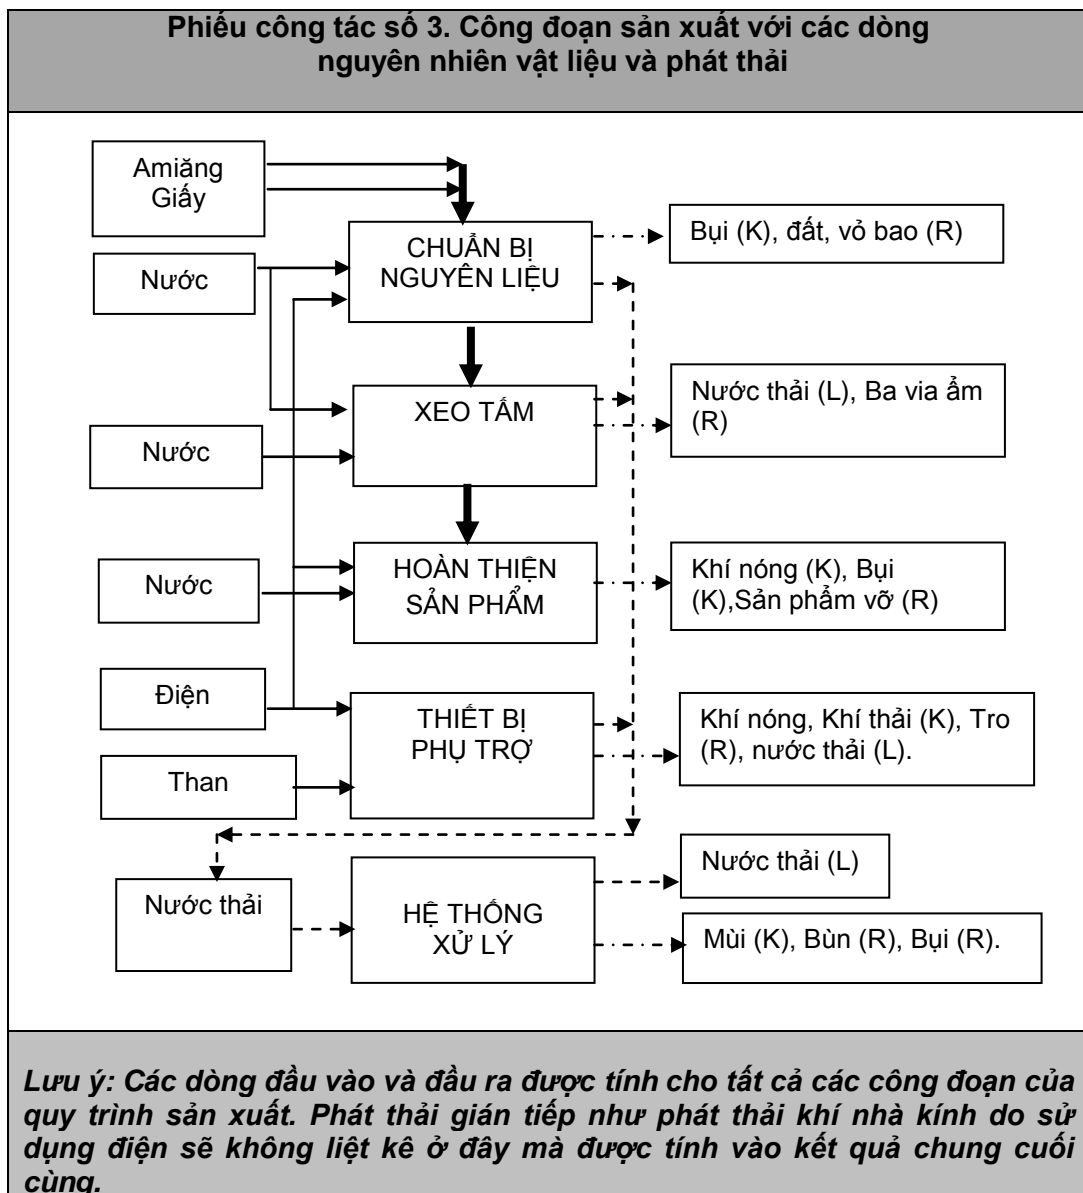 Phiếu công tác số 3. Công đoạn sản xuất với các dòng
nguyên nhiên vật liệu và phát thải
Amiăng
Giấy
CHUẨN BỊ
NGUYÊN LIỆU
Bụi (K), đất, vỏ bao (R)
Nước
XEO TẤM
Nước thải (L), Ba via ẩm
(R)
Nước
HOÀN THIỆN
SẢN PHẨM
Khí nóng (K), Bụi
(K),Sản phẩm vỡ (R)
Nước
Điện
THIẾT BỊ
PHỤ TRỢ
Khí nóng, Khí thải (K), Tro
(R), nước thải (L).
Than
Nước thải
HỆ THỐNG
XỬ LÝ
Nước thải (L)
Mùi (K), Bùn (R), Bụi (R).
Lưu ý: Các dòng đầu vào và đầu ra được tính cho tất cả các công đoạn của
quy trình sản xuất. Phát thải gián tiếp như phát thải khí nhà kính do sử
dụng điện sẽ không liệt kê ở đây mà được tính vào kết quả chung cuối
cùng.